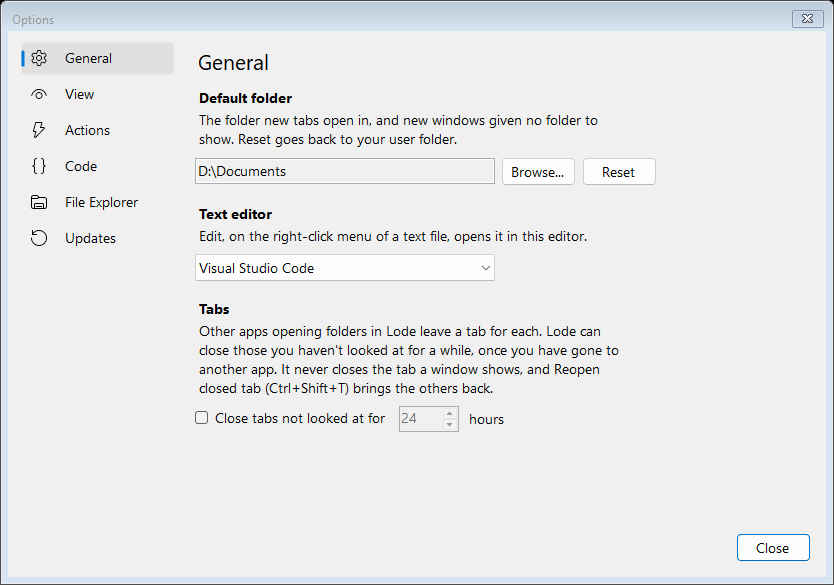 Options
General
View
Actions
Code
File Explorer
Updates
General
Default folder
The folder new tabs open in, and new windows given no folder to
show. Reset goes back to your user folder.
D:\Documents
Browse...
Reset
Text editor
Edit, on the right-click menu of a text file, opens it in this editor.
Visual Studio Code
Tabs
Other apps opening folders in Lode leave a tab for each. Lode can
close those you haven't looked at for a while, once you have gone to
another app. It never closes the tab a window shows, and Reopen
closed tab (Ctrl+Shift+T) brings the others back.
Close tabs not looked at for 24 hours
Close